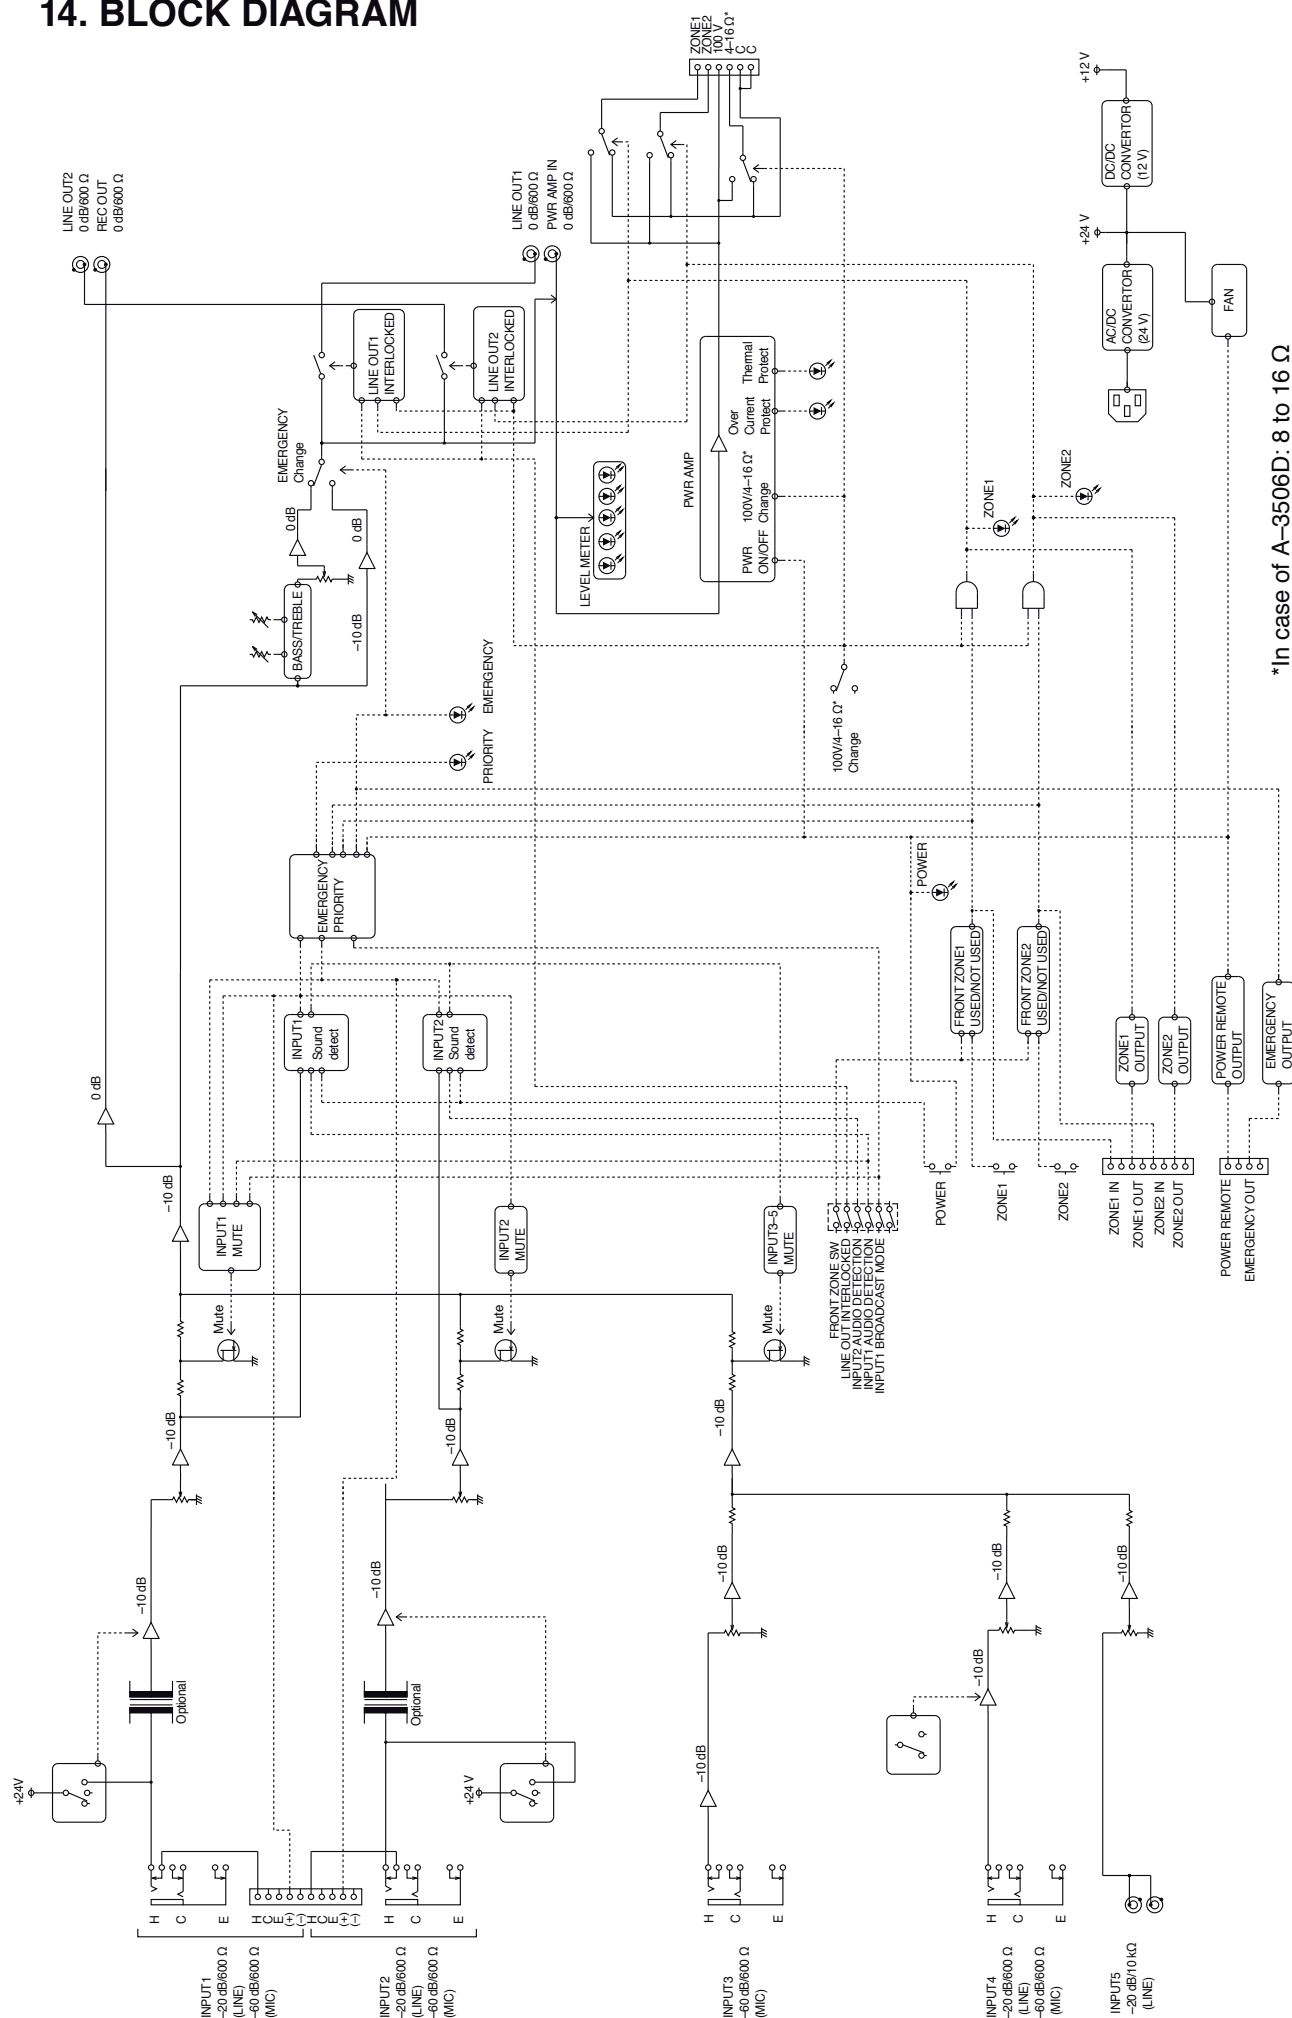 14. BLOCK DIAGRAM
ZONE1
ZONE2
100 V
4–16 Ω*
C
C
+12 V
DC/DC
CONVERTOR
(12 V)
+24 V
AC/DC
CONVERTOR
(24 V)
FAN
LINE OUT2
0 dB/600 Ω
REC OUT
0 dB/600 Ω
LINE OUT1
0 dB/600 Ω
PWR AMP IN
0 dB/600 Ω
LINE OUT1
INTERLOCKED
LINE OUT2
INTERLOCKED
EMERGENCY
Change
0 dB
0 dB
–10 dB
BASS/TREBLE
LEVEL METER
PWR AMP
PWR
ON/OFF
100V/4–16 Ω*
Change
Over
Current
Protect
Thermal
Protect
ZONE1
ZONE2
*In case of A–3506D: 8 to 16 Ω
PRIORITY
EMERGENCY
100V/4–16 Ω*
Change
EMERGENCY
PRIORITY
POWER
INPUT1
Sound
detect
INPUT2
Sound
detect
FRONT ZONE1
USED/NOT USED
FRONT ZONE2
USED/NOT USED
ZONE1
OUTPUT
ZONE2
OUTPUT
POWER REMOTE
OUTPUT
EMERGENCY
OUTPUT
0 dB
–10 dB
INPUT1
MUTE
INPUT2
MUTE
INPUT3–5
MUTE
Mute
Mute
Mute
FRONT ZONE SW
LINE OUT INTERLOCKED
INPUT2 AUDIO DETECTION
INPUT1 AUDIO DETECTION
INPUT1 BROADCAST MODE
POWER
ZONE1
ZONE2
ZONE1 IN
ZONE1 OUT
ZONE2 IN
ZONE2 OUT
POWER REMOTE
EMERGENCY OUT
–10 dB
–10 dB
–10 dB
–10 dB
–10 dB
–10 dB
–10 dB
–10 dB
Optional
Optional
+24V
+24 V
–10 dB
–10 dB
H
C
E
H
C
E
(+)
(–)
H
C
E
(+)
(–)
H
C
E
H
C
E
H
C
E
INPUT1
–20 dB/600 Ω
(LINE)
–60 dB/600 Ω
(MIC)
INPUT2
–20 dB/600 Ω
(LINE)
–60 dB/600 Ω
(MIC)
INPUT3
–60 dB/600 Ω
(MIC)
INPUT4
–20 dB/600 Ω
(LINE)
–60 dB/600 Ω
(MIC)
INPUT5
–20 dB/10 kΩ
(LINE)